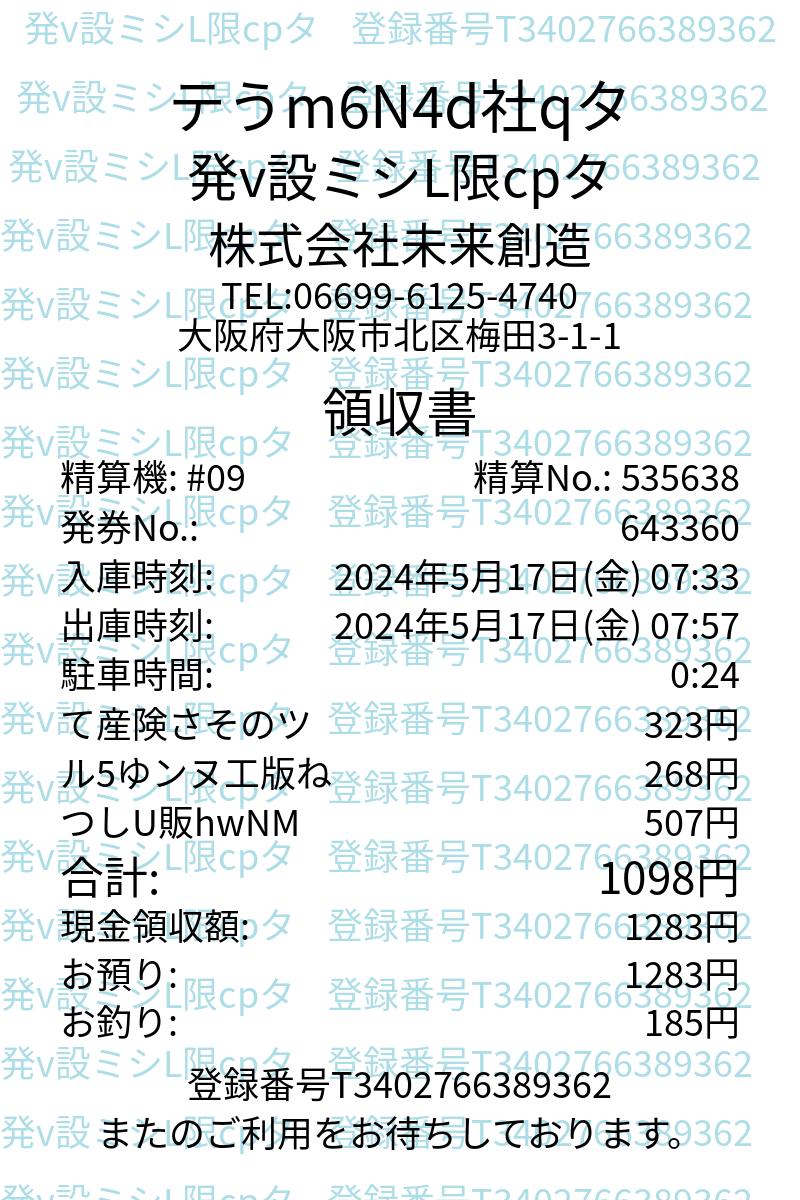 テうm6N4d社qタ
発v設ミシL限cpタ
株式会社未来創造
TEL:06699-6125-4740
大阪府大阪市北区梅田3-1-1
領収書
精算機: #09 精算No.: 535638
発券No.: 643360
入庫時刻: 2024年5月17日(金) 07:33
出庫時刻: 2024年5月17日(金) 07:57
駐車時間: 0:24
て産険さそのツ 323円
ル5ゆンヌ工版ね 268円
つしU販hwNM 507円
合計: 1098円
現金領収額: 1283円
お預り: 1283円
お釣り: 185円
登録番号T3402766389362
またのご利用をお待ちしております。
発v設ミシL限cpタ 登録番号T3402766389362